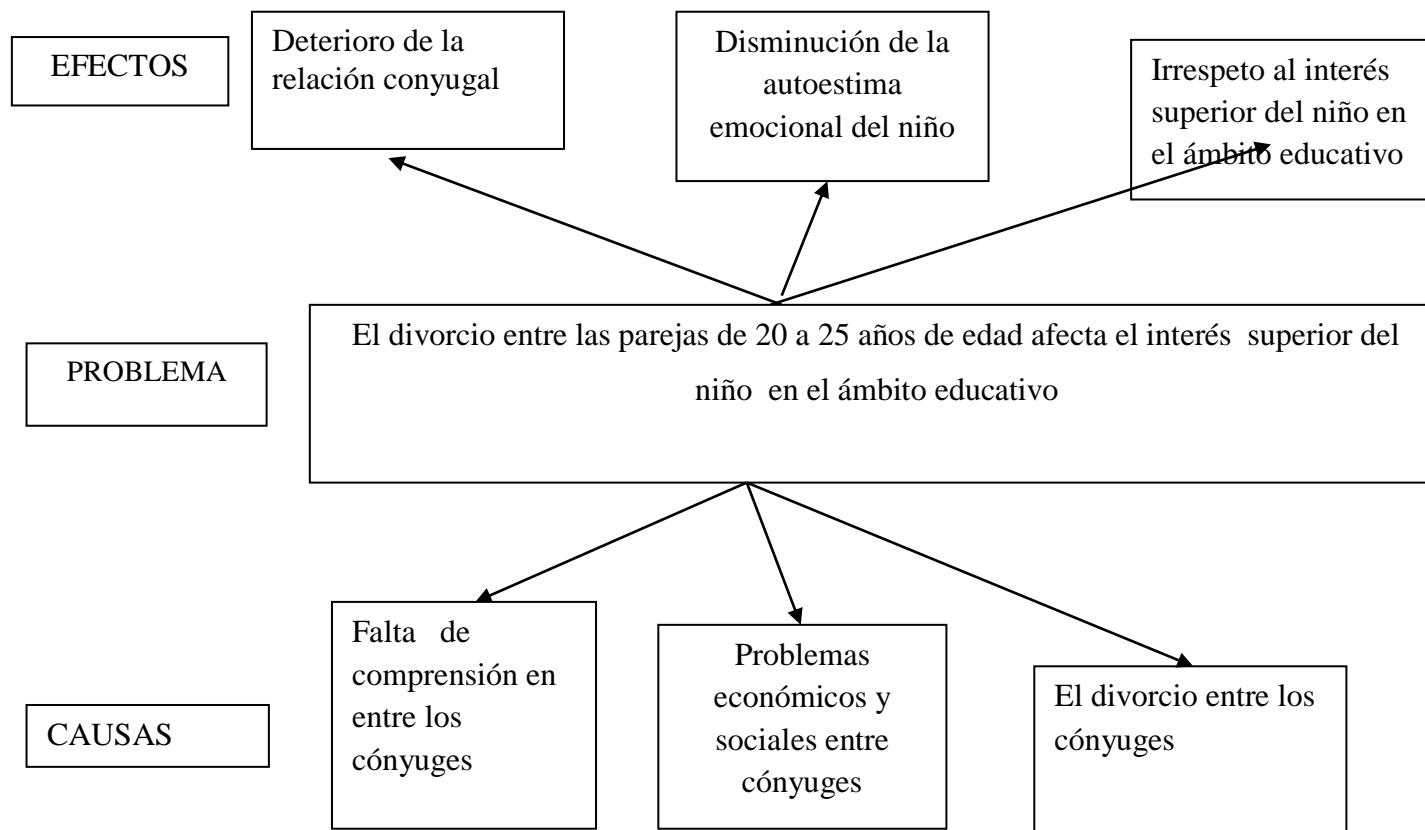 EFECTOS
Deterioro de la
relación conyugal
Disminución de la
autoestima
emocional del niño
Irrespeto al interés
superior del niño en
el ámbito educativo
PROBLEMA
El divorcio entre las parejas de 20 a 25 años de edad afecta el interés superior del
niño en el ámbito educativo
CAUSAS
Falta de
comprensión en
entre los
cónyuges
Problemas
económicos y
sociales entre
cónyuges
El divorcio entre los
cónyuges